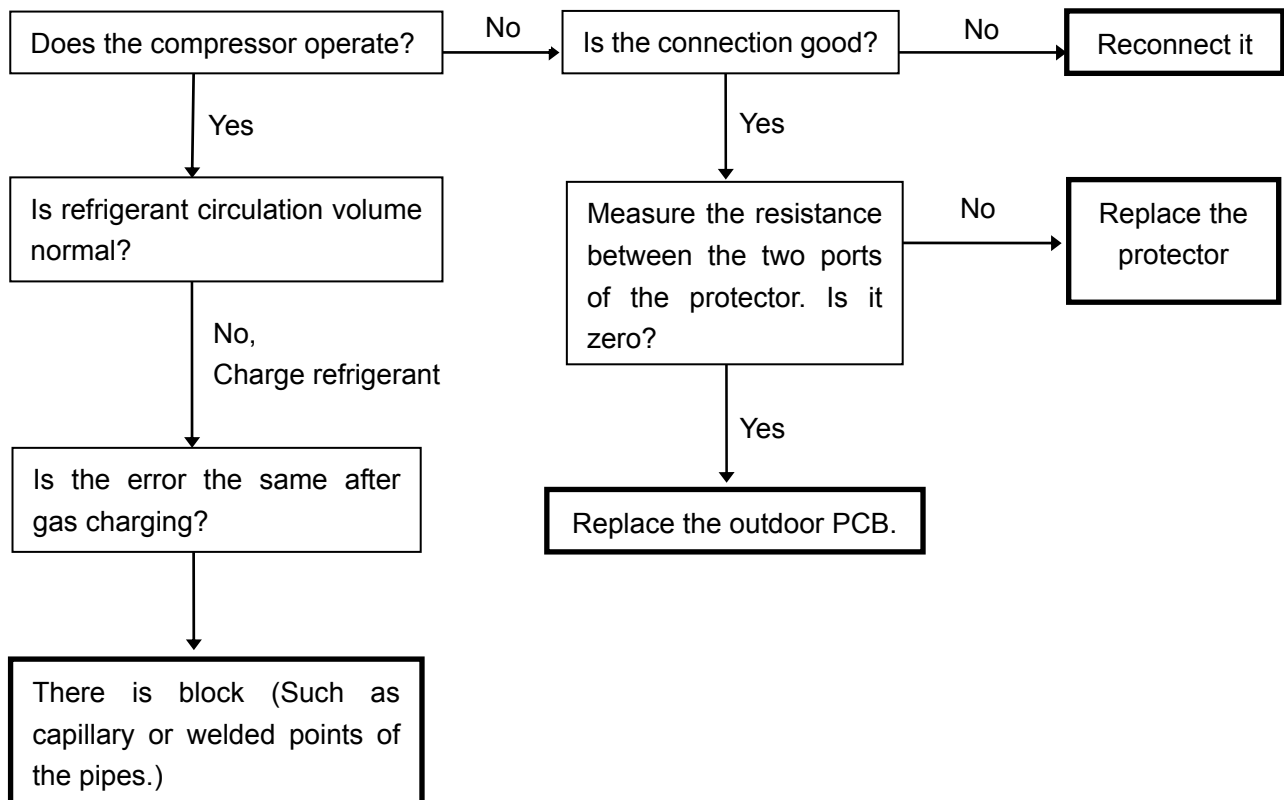 Does the compressor operate?
No
Is the connection good?
No
Reconnect it
Yes
Yes
Is refrigerant circulation volume
normal?
Measure the resistance
between the two ports
of the protector. Is it
zero?
No
Replace the
protector
No,
Charge refrigerant
Yes
Is the error the same after
gas charging?
Replace the outdoor PCB.
There is block (Such as
capillary or welded points of
the pipes.)